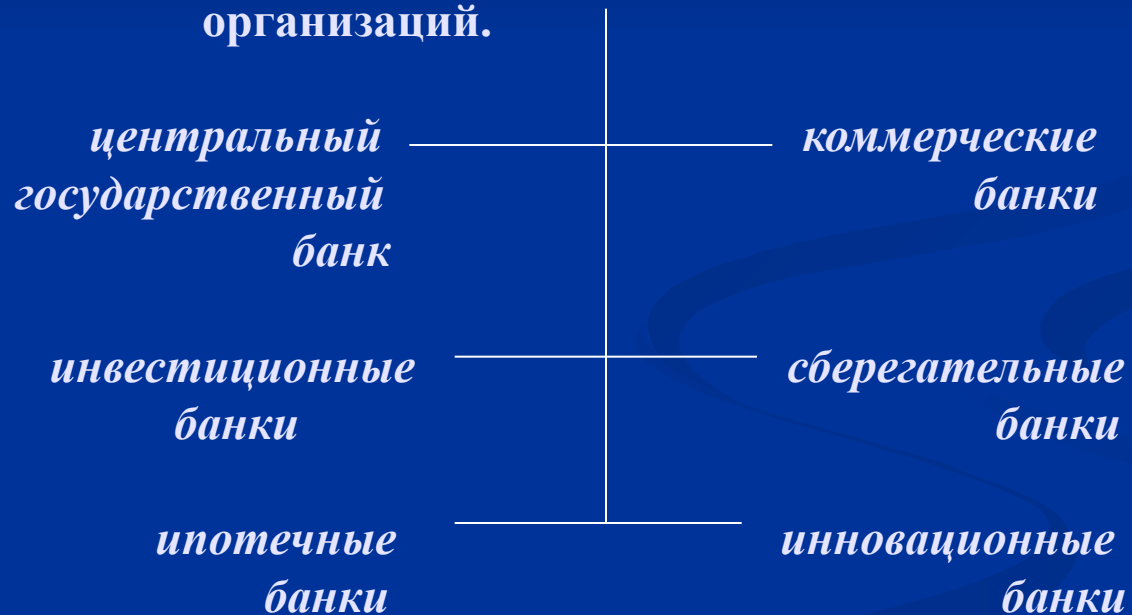 организаций.
центральный
государственный
банк
коммерческие
банки
инвестиционные
банки
сберегательные
банки
ипотечные
банки
инновационные
банки